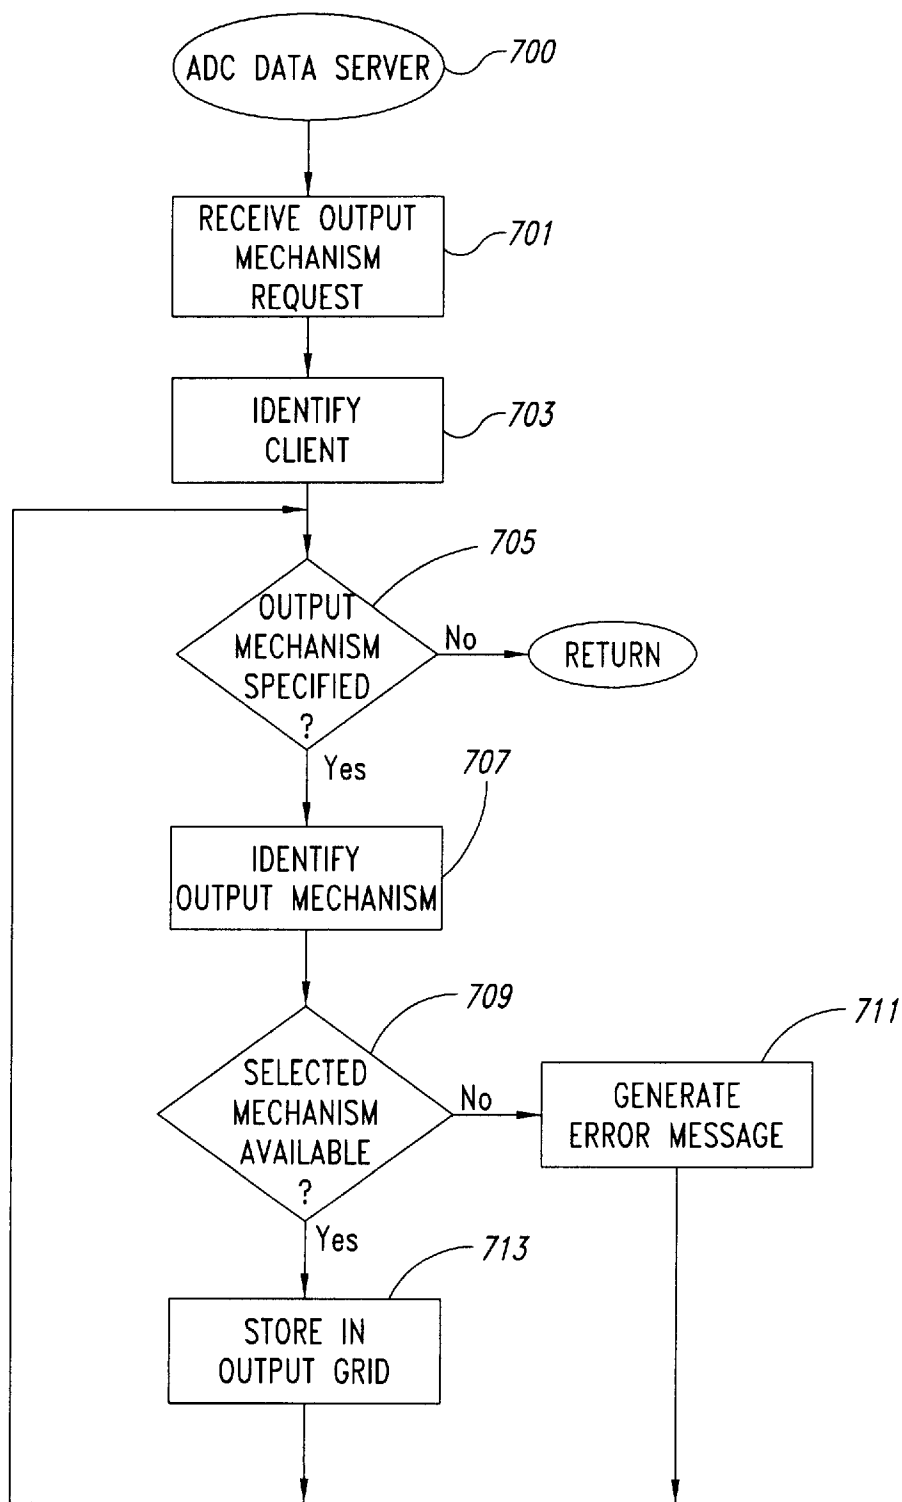 ADC DATA SERVER
700
RECEIVE OUTPUT
MECHANISM
REQUEST
701
IDENTIFY
CLIENT
703
705
OUTPUT
MECHANISM
SPECIFIED
?
No
RETURN
Yes
707
IDENTIFY
OUTPUT MECHANISM
709
SELECTED
MECHANISM
AVAILABLE
?
No
711
GENERATE
ERROR MESSAGE
Yes
713
STORE IN
OUTPUT GRID